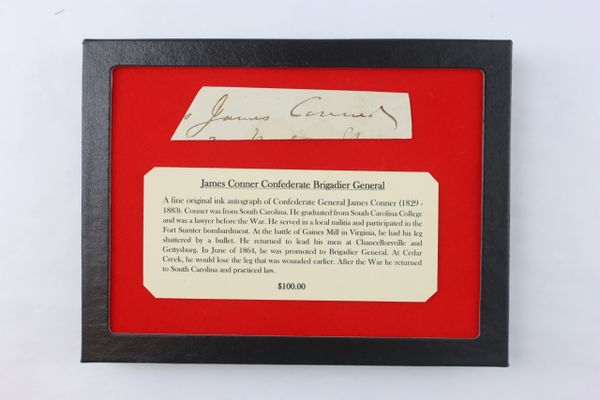 James Conner
James Conner Confederate Brigadier General
A fine original ink autograph of Confederate General James Conner (1829 -
1883). Conner was from South Carolina. He graduated from South Carolina College
and was a lawyer before the War. He served in a local militia and participated in the
Fort Sumter bombardment. At the battle of Gaines Mill in Virginia, he had his leg
shattered by a bullet. He returned to lead his men at Chancellorsville and
Gettysburg. In June of 1864, he was promoted to Brigadier General. At Cedar
Creek, he would lose the leg that was wounded earlier. After the War he returned
to South Carolina and practiced law.
$100.00